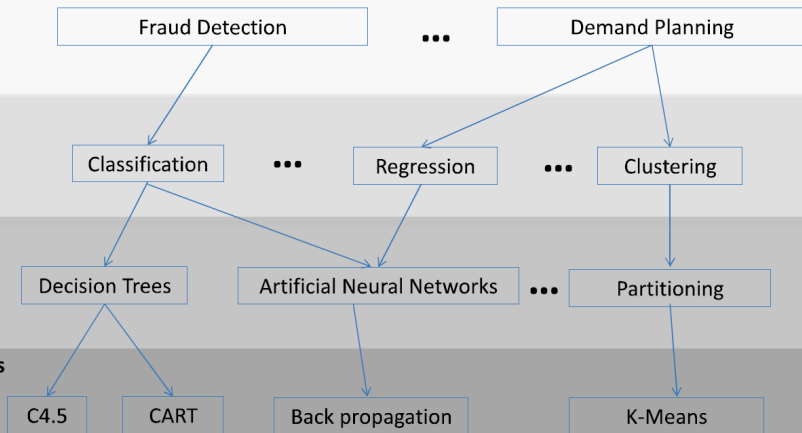 Fraud Detection
...
Demand Planning
Classification
...
Regression
...
Clustering
Decision Trees
Artificial Neural Networks
...
Partitioning
s
C4.5
CART
Back propagation
K-Means